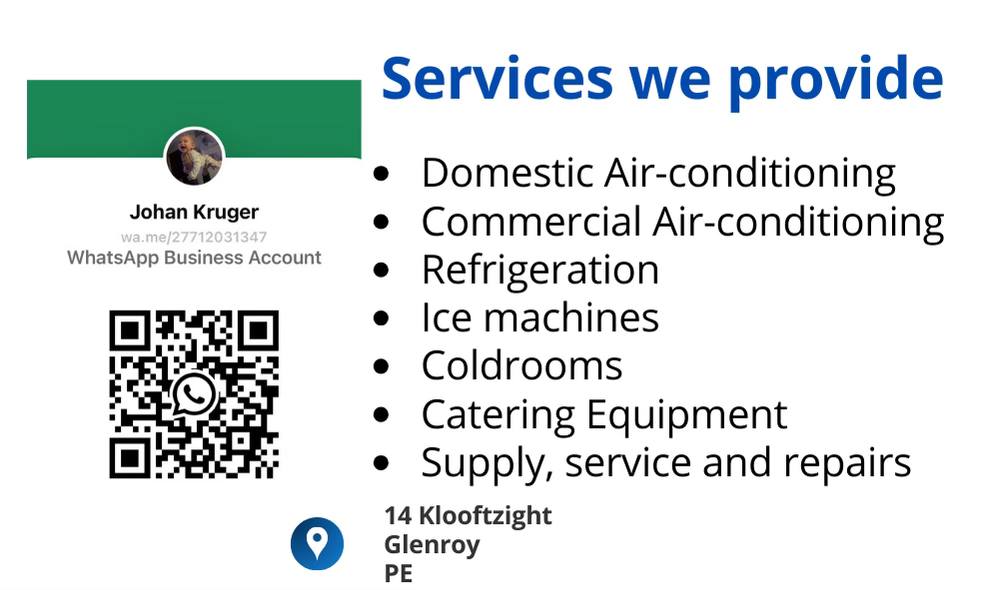 Services we provide
Johan Kruger
wa.me/27712031347
WhatsApp Business Account
Domestic Air-conditioning
Commercial Air-conditioning
Refrigeration
Ice machines
Coldrooms
Catering Equipment
Supply, service and repairs
14 Klooftzight
Glenroy
PE